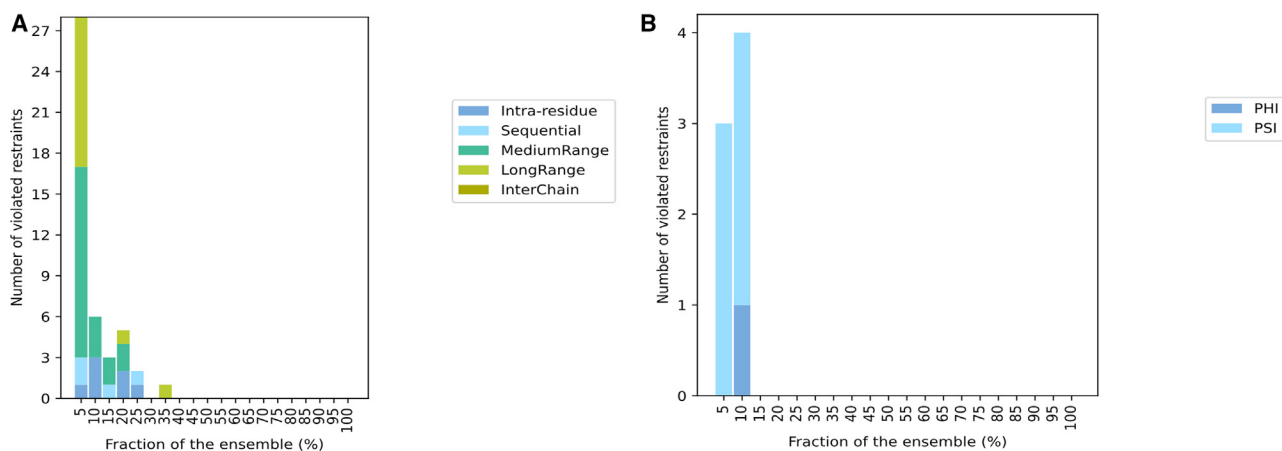 A
27
24
21
18
15
12
9
6
3
0
Number of violated restraints
5 10 15 20 25 30 35 40 45 50 55 60 65 70 75 80 85 90 95 100
Fraction of the ensemble (%)
Intra-residue
Sequential
MediumRange
LongRange
InterChain
B
4
3
2
1
0
Number of violated restraints
5 10 15 20 25 30 35 40 45 50 55 60 65 70 75 80 85 90 95 100
Fraction of the ensemble (%)
PHI
PSI